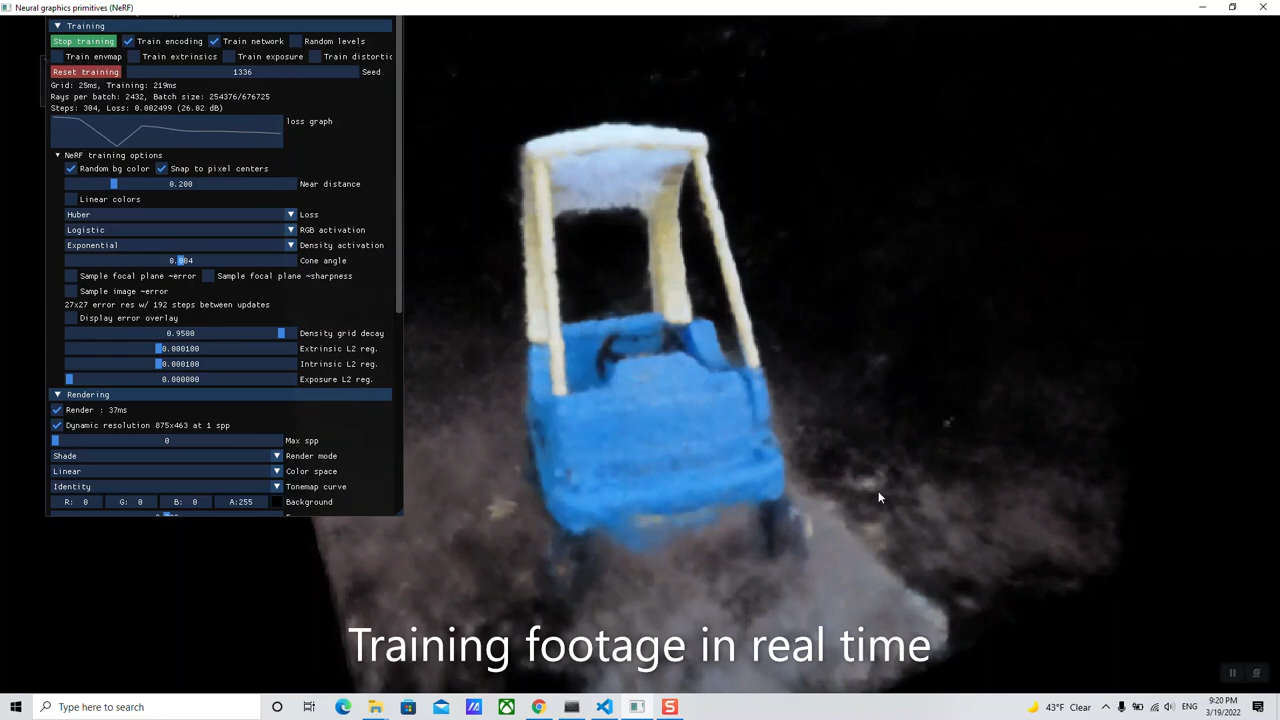 Neural graphics primitives (NeRF)
Training
Stop training Train encoding Train network Random levels
Train envmap Train extrinsics Train exposure Train distortic
Reset training 1336 Seed
Grid: 25ms, Training: 219ms
Rays per batch: 2432, Batch size: 254376/676725
Steps: 304, Loss: 0.002499 (26.02 dB)
loss graph
NeRF training options
Random bg color Snap to pixel centers
0.200 Near distance
Linear colors
Huber Loss
Logistic RGB activation
Exponential Density activation
0.004 Cone angle
Sample focal plane ~error Sample focal plane ~sharpness
Sample image ~error
27x27 error res w/ 192 steps between updates
Display error overlay
0.9500 Density grid decay
0.000100 Extrinsic L2 reg.
0.000100 Intrinsic L2 reg.
0.000000 Exposure L2 reg.
Rendering
Render : 37ms
Dynamic resolution 875x463 at 1 spp
0 Max spp
Shade Render mode
Linear Color space
Identity Tonemap curve
R: 0 G: 0 B: 0 A:255 Background
Training footage in real time
Type here to search
43°F Clear
ENG
9:20 PM
3/19/2022